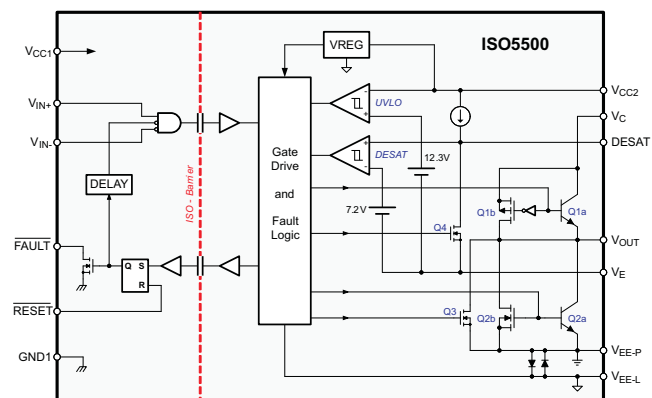 ISO5500
VREG
VCC1
VIN+
VIN-
DELAY
FAULT
RESET
GND1
Q S
R
ISO - Barrier
Gate
Drive
and
Fault
Logic
-
UVLO
+
+
DESAT
-
12.3V
7.2V
Q4
Q3
Q1b
Q1a
Q2b
Q2a
VCC2
VC
DESAT
VOUT
VE
VEE-P
VEE-L